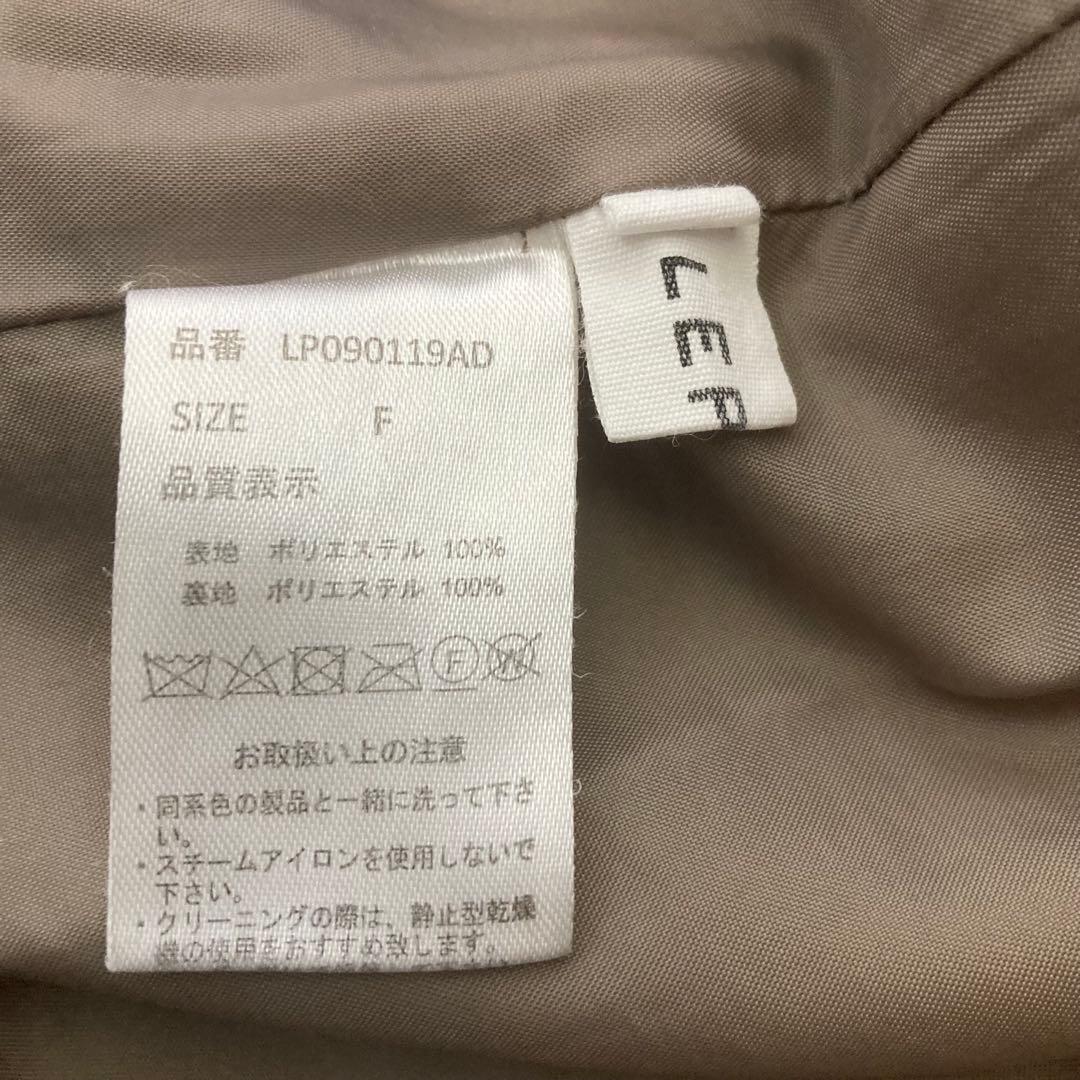 品番 LP090119AD
SIZE F
品質表示
表地 ポリエステル 100%
裏地 ポリエステル 100%
F
W
お取扱い上の注意
・同系色の製品と一緒に洗って下さ
い。
・スチームアイロンを使用しないで
下さい。
・クリーニングの際は、静止型乾燥
機の使用をおすすめ致します。
LEP